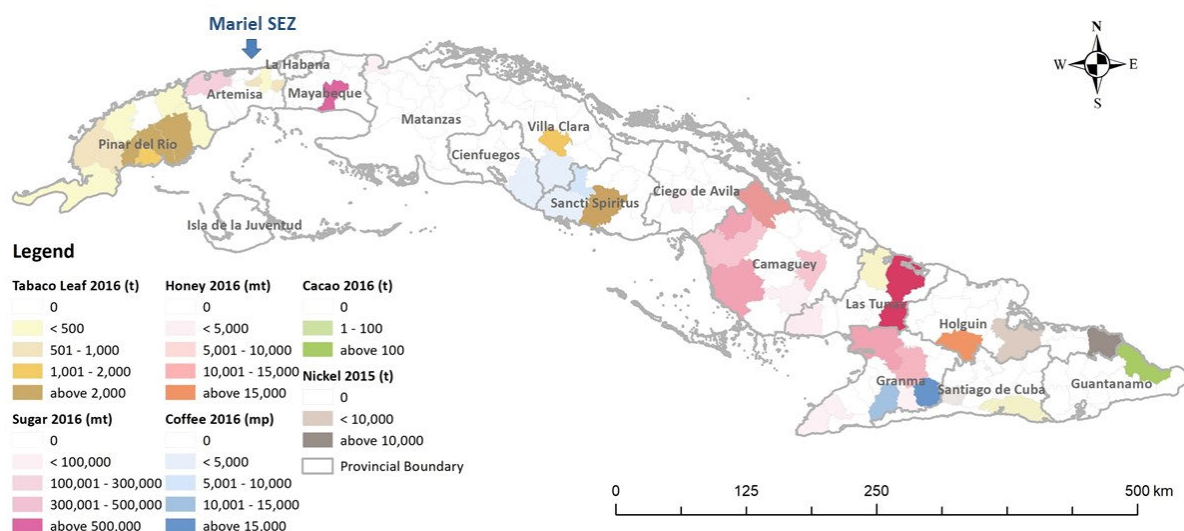 Mariel SEZ
N
W
E
S
La Habana
Artemisa
Mayabeque
Matanzas
Pinar del Rio
Villa Clara
Cienfuegos
Sancti Spiritus
Ciego de Avila
Isla de la Juventud
Camaguey
Las Tunas
Holguin
Granma
Santiago de Cuba
Guantanamo
Legend
Tabaco Leaf 2016 (t)
0
< 500
501 - 1,000
1,001 - 2,000
above 2,000
Sugar 2016 (mt)
0
< 100,000
100,001 - 300,000
300,001 - 500,000
above 500,000
Honey 2016 (mt)
0
< 5,000
5,001 - 10,000
10,001 - 15,000
above 15,000
Coffee 2016 (mp)
0
< 5,000
5,001 - 10,000
10,001 - 15,000
above 15,000
Cacao 2016 (t)
0
1 - 100
above 100
Nickel 2015 (t)
0
< 10,000
above 10,000
Provincial Boundary
0 125 250 500 km